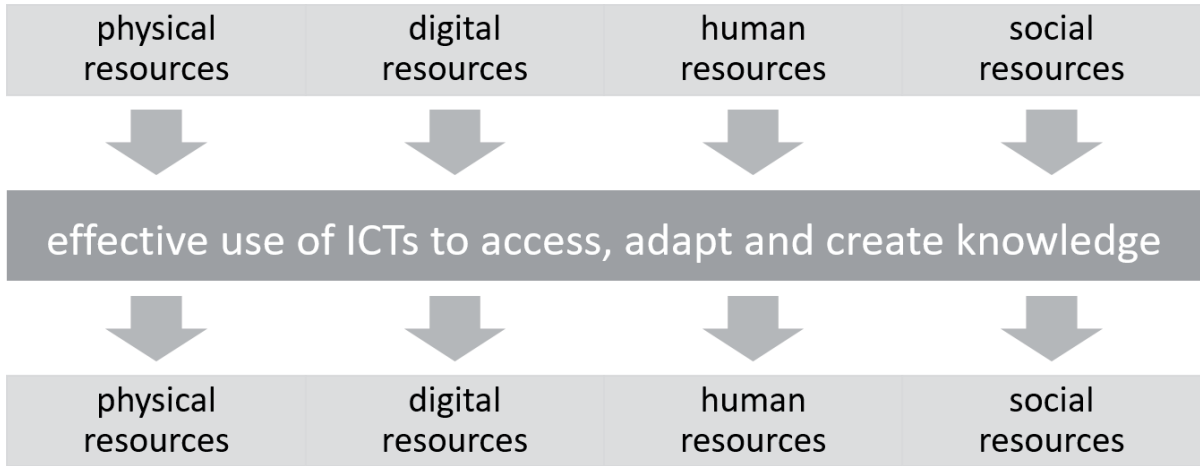 physical
resources
digital
resources
human
resources
social
resources
effective use of ICTs to access, adapt and create knowledge
physical
resources
digital
resources
human
resources
social
resources